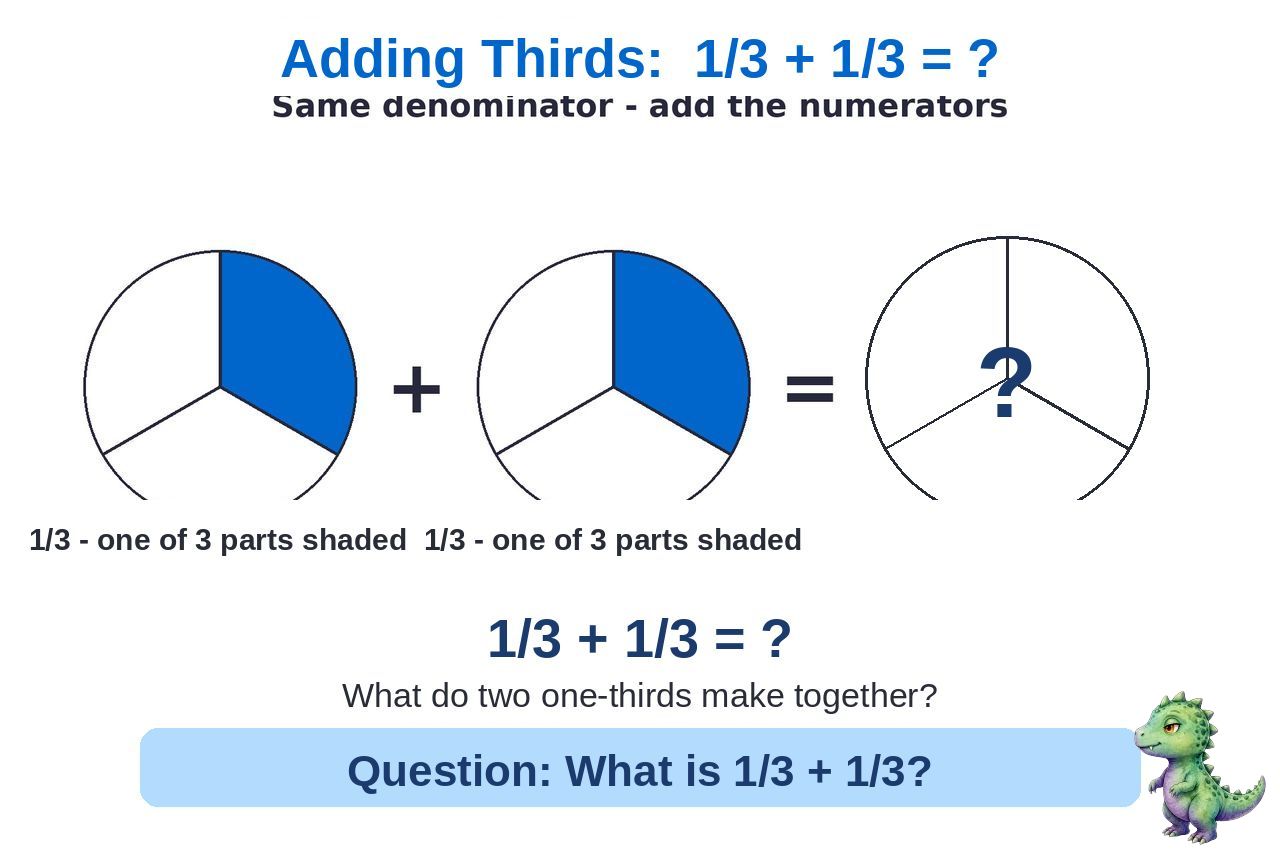 Adding Thirds: 1/3 + 1/3 = ?
Same denominator - add the numerators
+ = ?
1/3 - one of 3 parts shaded 1/3 - one of 3 parts shaded
1/3 + 1/3 = ?
What do two one-thirds make together?
Question: What is 1/3 + 1/3?